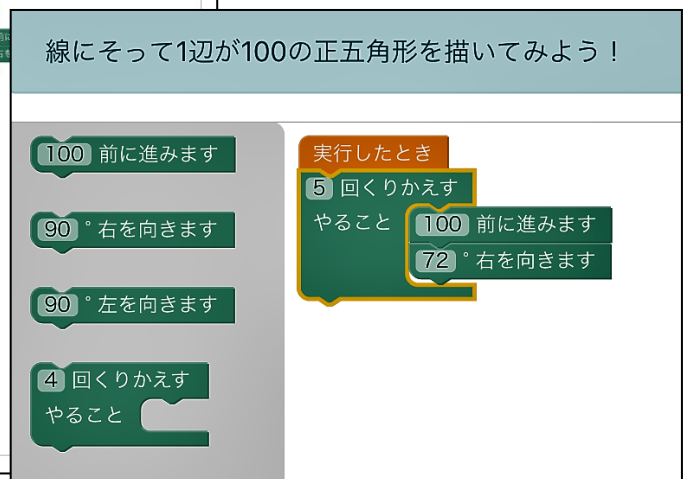 線にそって1辺が100の正五角形を描いてみよう！
100 前に進みます
90 °右を向きます
90 °左を向きます
4 回くりかえす
やること
実行したとき
5 回くりかえす
やること
100 前に進みます
72 °右を向きます